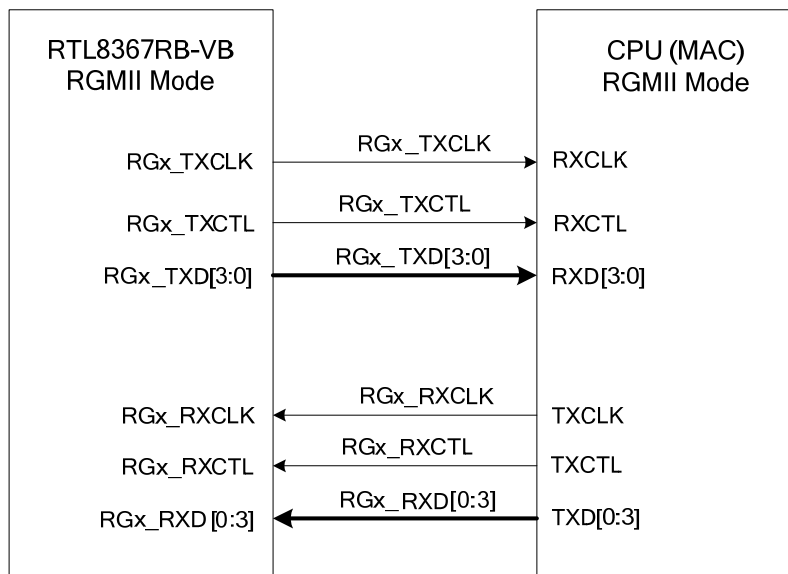 RTL8367RB-VB
RGMII Mode
CPU (MAC)
RGMII Mode
RGx_TXCLK
RGx_TXCLK
RXCLK
RGx_TXCTL
RGx_TXCTL
RXCTL
RGx_TXD[3:0]
RGx_TXD[3:0]
RXD[3:0]
RGx_RXCLK
RGx_RXCLK
TXCLK
RGx_RXCTL
RGx_RXCTL
TXCTL
RGx_RXD[0:3]
RGx_RXD[0:3]
TXD[0:3]